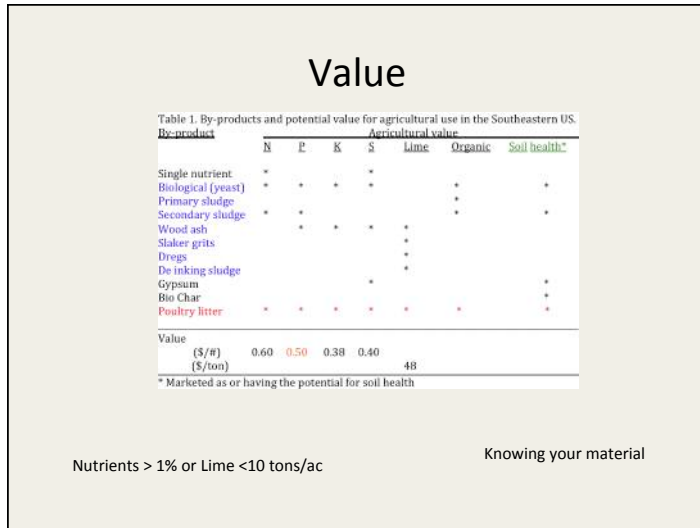 Value
Table 1. By-products and potential value for agricultural use in the Southeastern US.
By-product Agricultural value
N P K S Lime Organic Soil health*
Single nutrient * *
Biological (yeast) * * * * * *
Primary sludge *
Secondary sludge * * * *
Wood ash * * * *
Slaker grits *
Dregs *
De inking sludge *
Gypsum * *
Bio Char *
Poultry litter * * * * * * *
Value
($/#) 0.60 0.50 0.38 0.40
($/ton) 48
* Marketed as or having the potential for soil health
Nutrients > 1% or Lime <10 tons/ac
Knowing your material